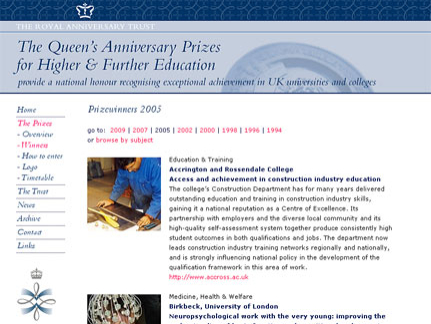 THE ROYAL ANNIVERSARY TRUST
The Queen's Anniversary Prizes
for Higher & Further Education
provide a national honour recognising exceptional achievement in UK universities and colleges
Home
The Prizes
- Overview
- Winners
- How to enter
- Logo
- Timetable
The Trust
News
Archive
Contact
Links
Prizewinners 2005
go to: 2009 | 2007 | 2005 | 2002 | 2000 | 1998 | 1996 | 1994
or browse by subject
Education & Training
Accrington and Rossendale College
Access and achievement in construction industry education
The college's Construction Department has for many years delivered
outstanding education and training in construction industry skills,
gaining it a national reputation as a Centre of Excellence. Its
partnership with employers and the diverse local community and its
high-quality self-assessment system together produce consistently high
student outcomes in both qualifications and jobs. The department now
leads construction industry training networks regionally and nationally,
and is strongly influencing national policy in the development of the
qualification framework in this area of work.
http://www.accross.ac.uk
Medicine, Health & Welfare
Birkbeck, University of London
Neuropsychological work with the very young: improving the